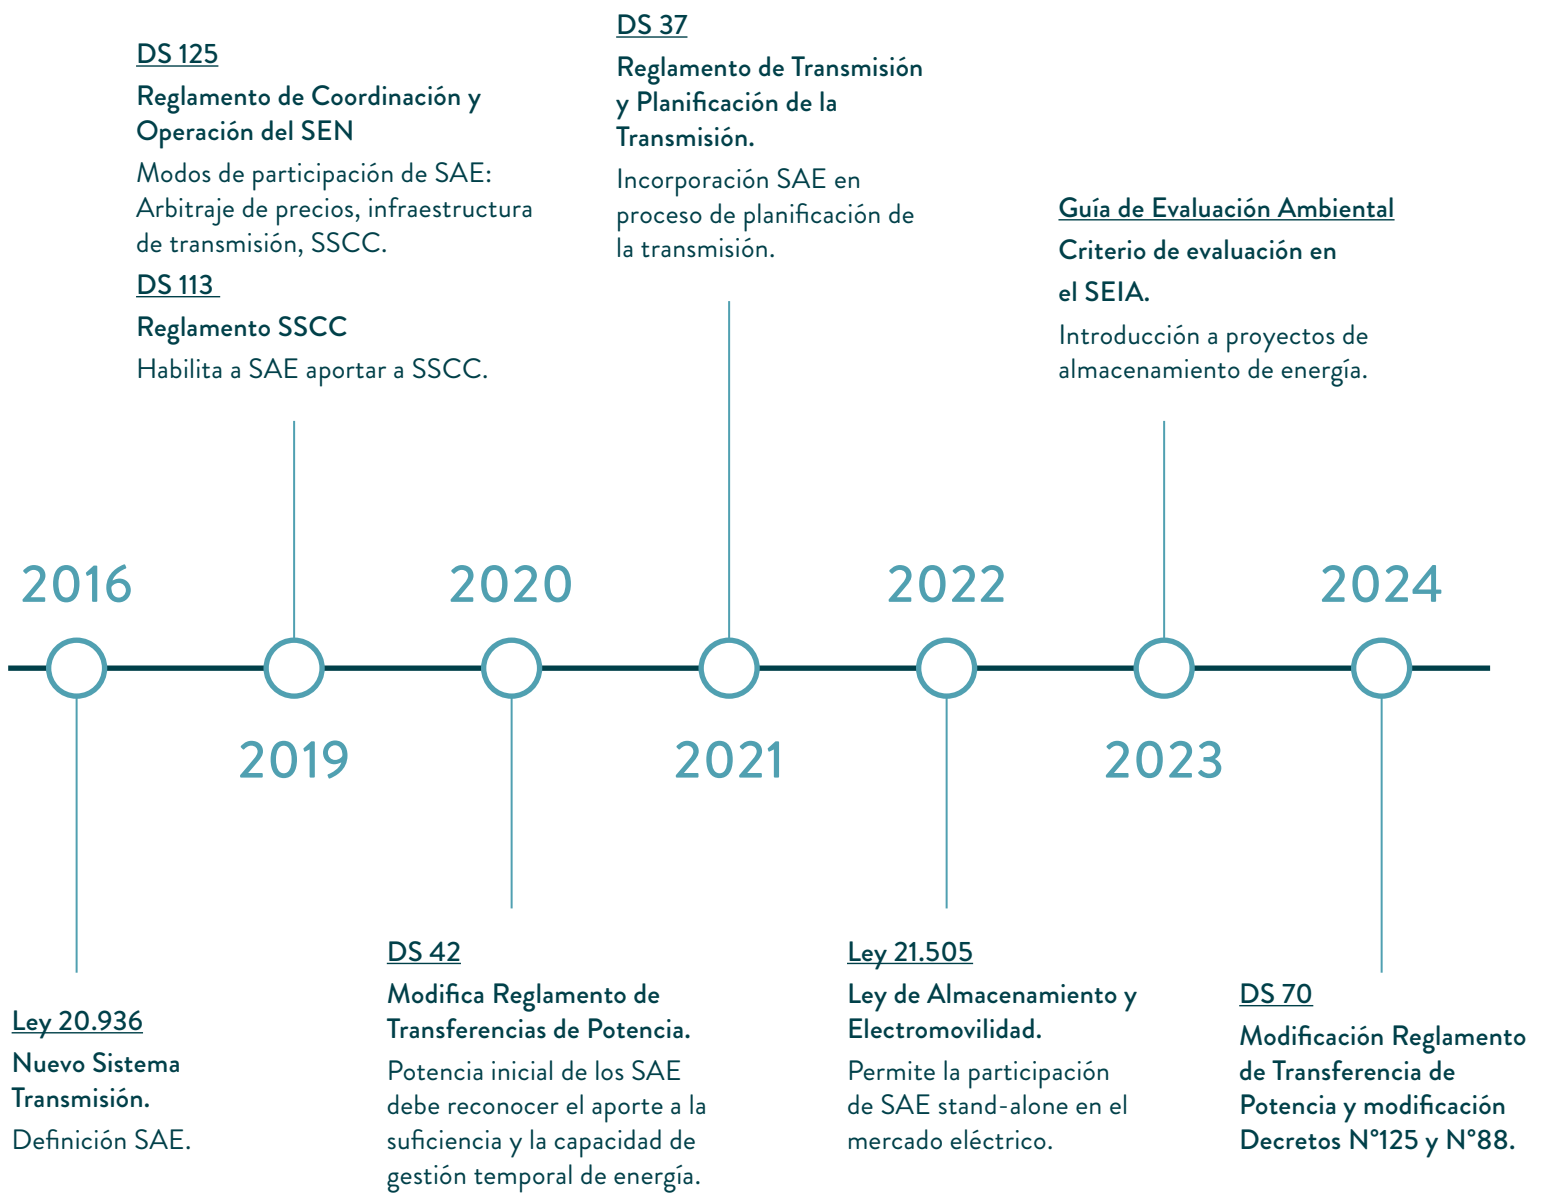 DS 125
Reglamento de Coordinación y
Operación del SEN
Modos de participación de SAE:
Arbitraje de precios, infraestructura
de transmisión, SSCC.
DS 113
Reglamento SSCC
Habilita a SAE aportar a SSCC.
DS 37
Reglamento de Transmisión
y Planificación de la
Transmisión.
Incorporación SAE en
proceso de planificación de
la transmisión.
Guía de Evaluación Ambiental
Criterio de evaluación en
el SEIA.
Introducción a proyectos de
almacenamiento de energía.
2016
2020
2022
2024
2019
2021
2023
Ley 20.936
Nuevo Sistema
Transmisión.
Definición SAE.
DS 42
Modifica Reglamento de
Transferencias de Potencia.
Potencia inicial de los SAE
debe reconocer el aporte a la
suficiencia y la capacidad de
gestión temporal de energía.
Ley 21.505
Ley de Almacenamiento y
Electromovilidad.
Permite la participación
de SAE stand-alone en el
mercado eléctrico.
DS 70
Modificación Reglamento
de Transferencia de
Potencia y modificación
Decretos N°125 y N°88.